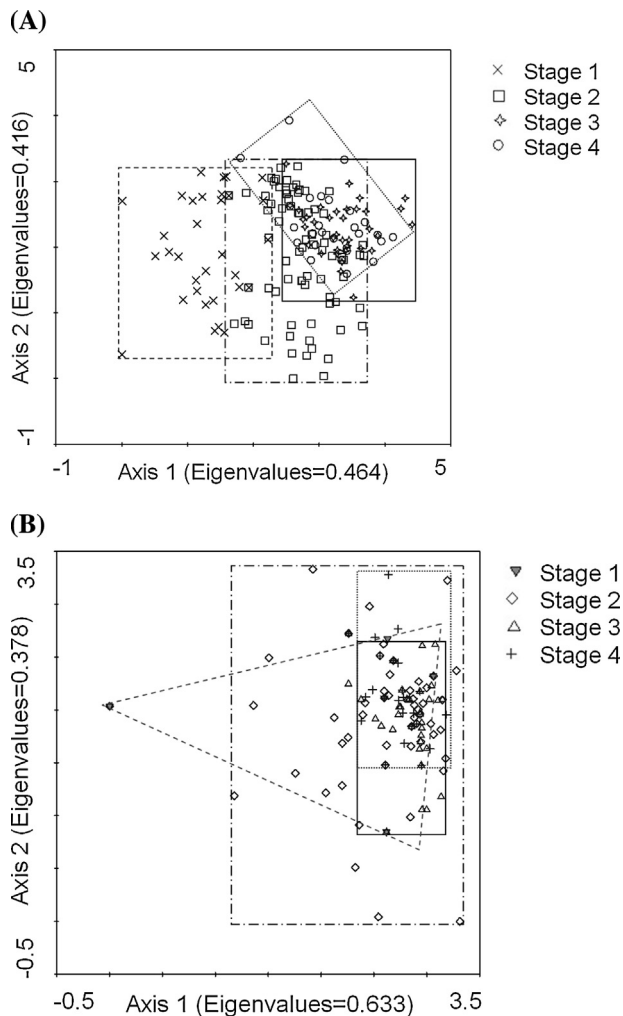 (A)
5
Axis 2 (Eigenvalues=0.416)
-1
-1
Axis 1 (Eigenvalues=0.464)
5
Stage 1
Stage 2
Stage 3
Stage 4
(B)
3.5
Axis 2 (Eigenvalues=0.378)
-0.5
-0.5
Axis 1 (Eigenvalues=0.633)
3.5
Stage 1
Stage 2
Stage 3
Stage 4